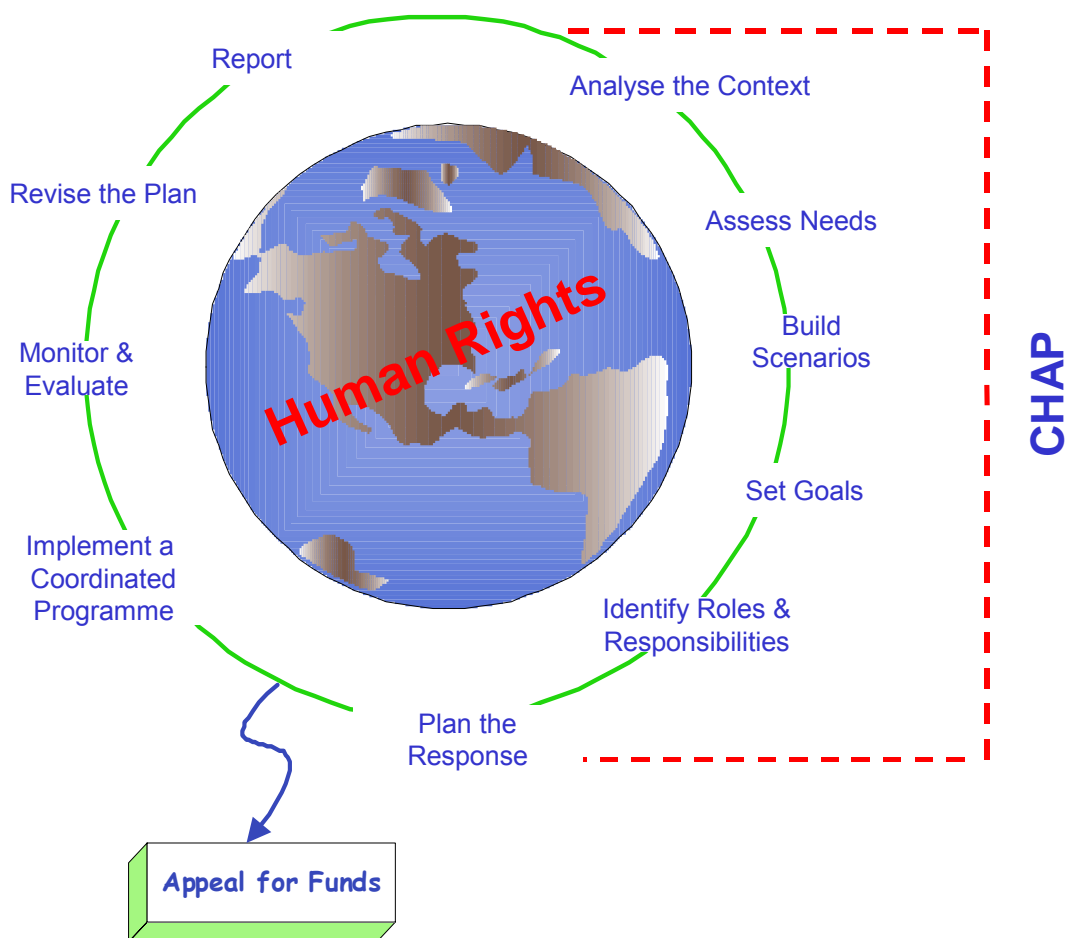 Report
Analyse the Context
Revise the Plan
Assess Needs
Human Rights
Build
Scenarios
CHAP
Monitor &
Evaluate
Set Goals
Implement a
Coordinated
Programme
Identify Roles &
Responsibilities
Plan the
Response
Appeal for Funds